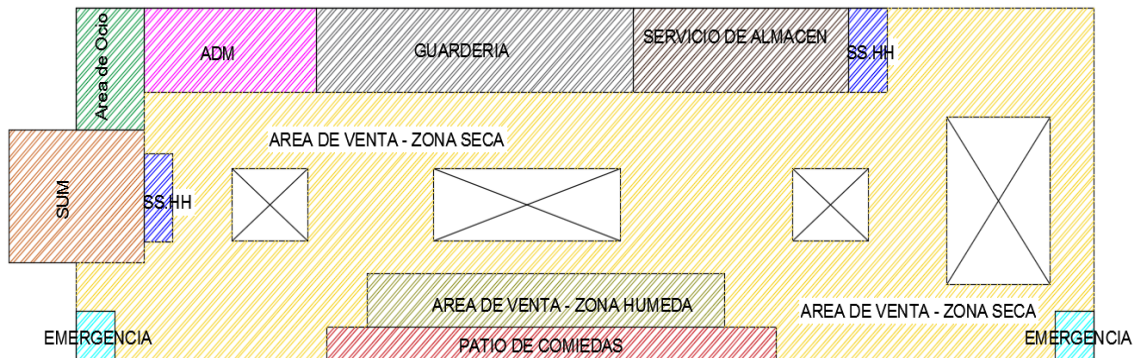 Area de Ocio
ADM
GUARDERIA
SERVICIO DE ALMACEN
SS.HH
AREA DE VENTA - ZONA SECA
SUM
SS.HH
AREA DE VENTA - ZONA HUMEDA
AREA DE VENTA - ZONA SECA
EMERGENCIA
PATIO DE COMIEDAS
EMERGENCIA